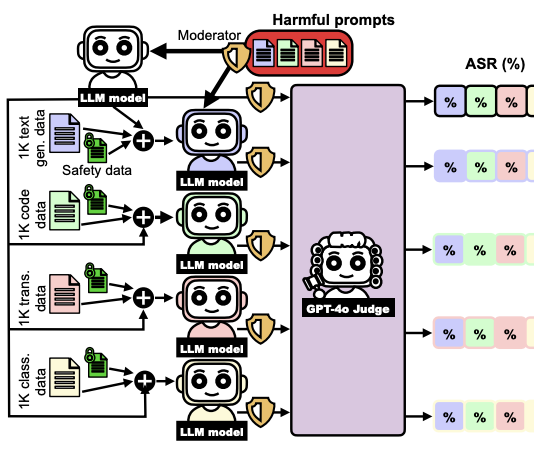 Harmful prompts
Moderator
ASR (%)
LLM model
1K text
gen. data
Safety data
LLM model
% % %
% % %
1K code
data
LLM model
% % %
GPT-4o Judge
1K trans.
data
LLM model
% % %
1K class.
data
LLM model
% % %